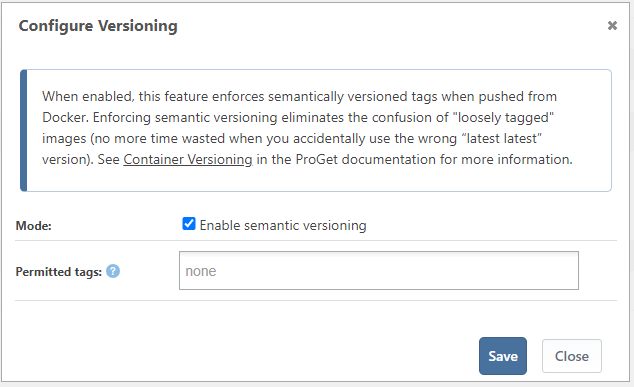 Configure Versioning
When enabled, this feature enforces semantically versioned tags when pushed from
Docker. Enforcing semantic versioning eliminates the confusion of "loosely tagged"
images (no more time wasted when you accidentally use the wrong “latest latest”
version). See Container Versioning in the ProGet documentation for more information.
Mode: Enable semantic versioning
Permitted tags: ? none
Save Close